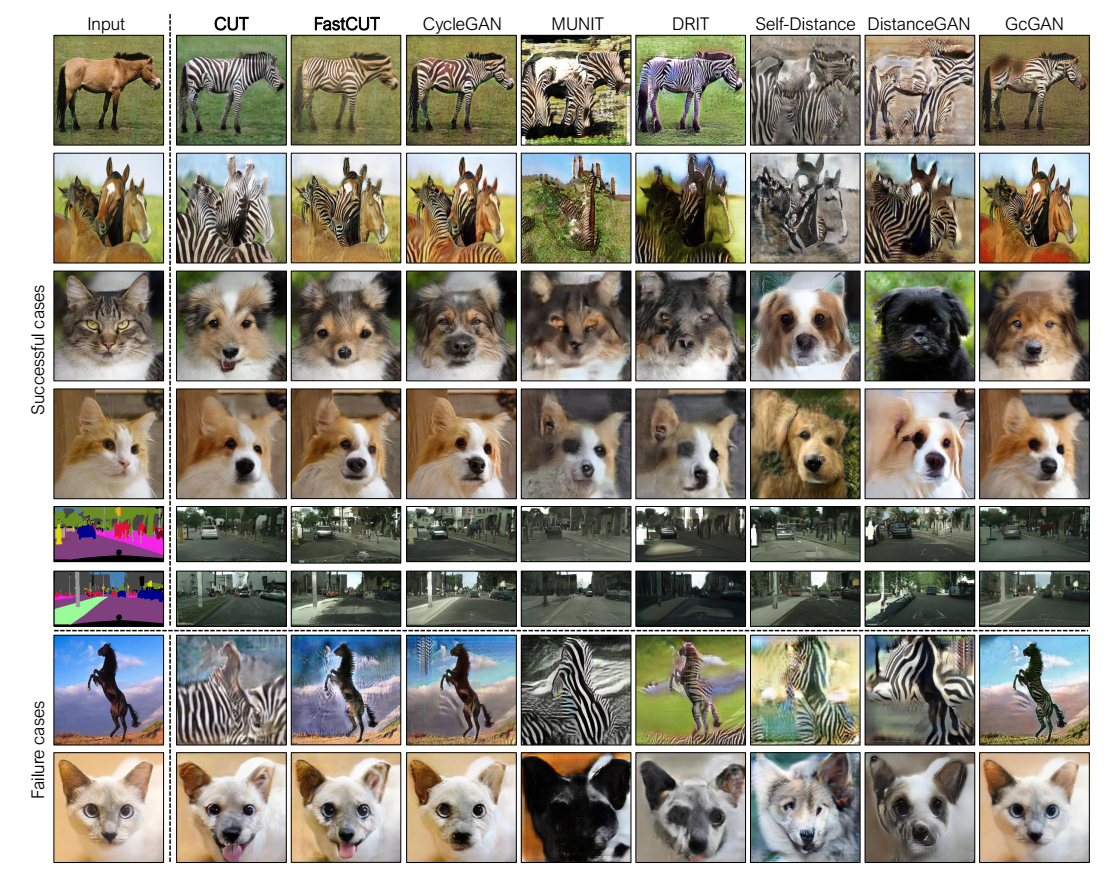 Input CUT FastCUT CycleGAN MUNIT DRIT Self-Distance DistanceGAN GcGAN
Successful cases
Failure cases